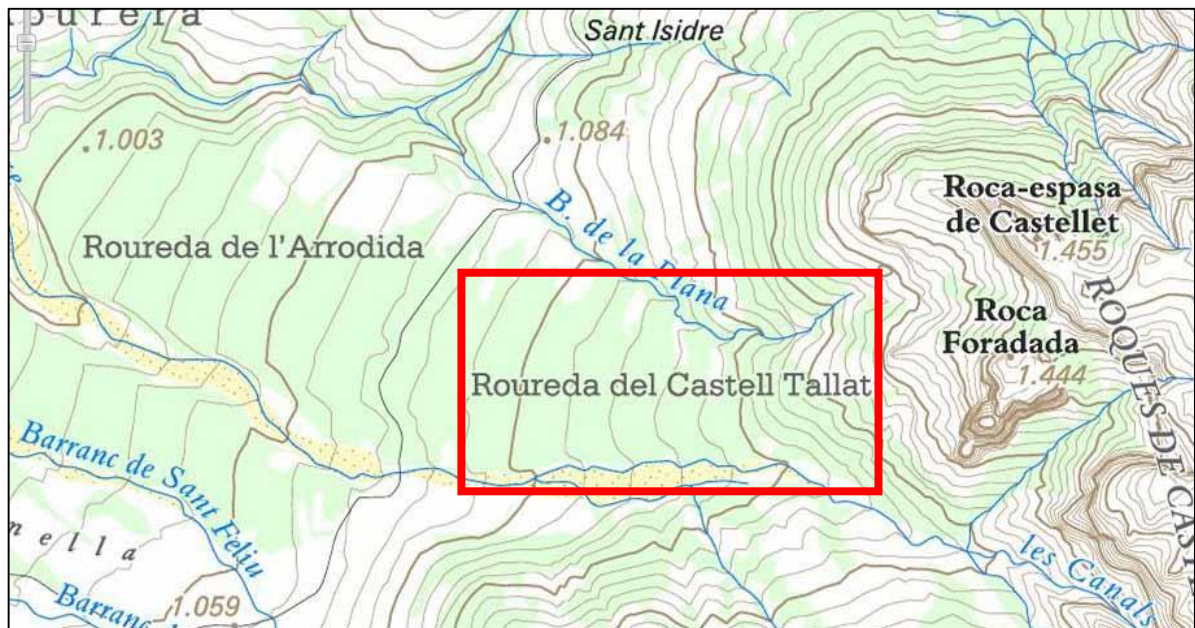 Sant Isidre
1.003
1.084
B. de la Plana
Roureda de l'Arrodida
Roca-espasa
de Castellet
1.455
Roca
Foradada
1.444
Roureda del Castell Tallat
Barranc de Sant Feliu
les Canals
1.059